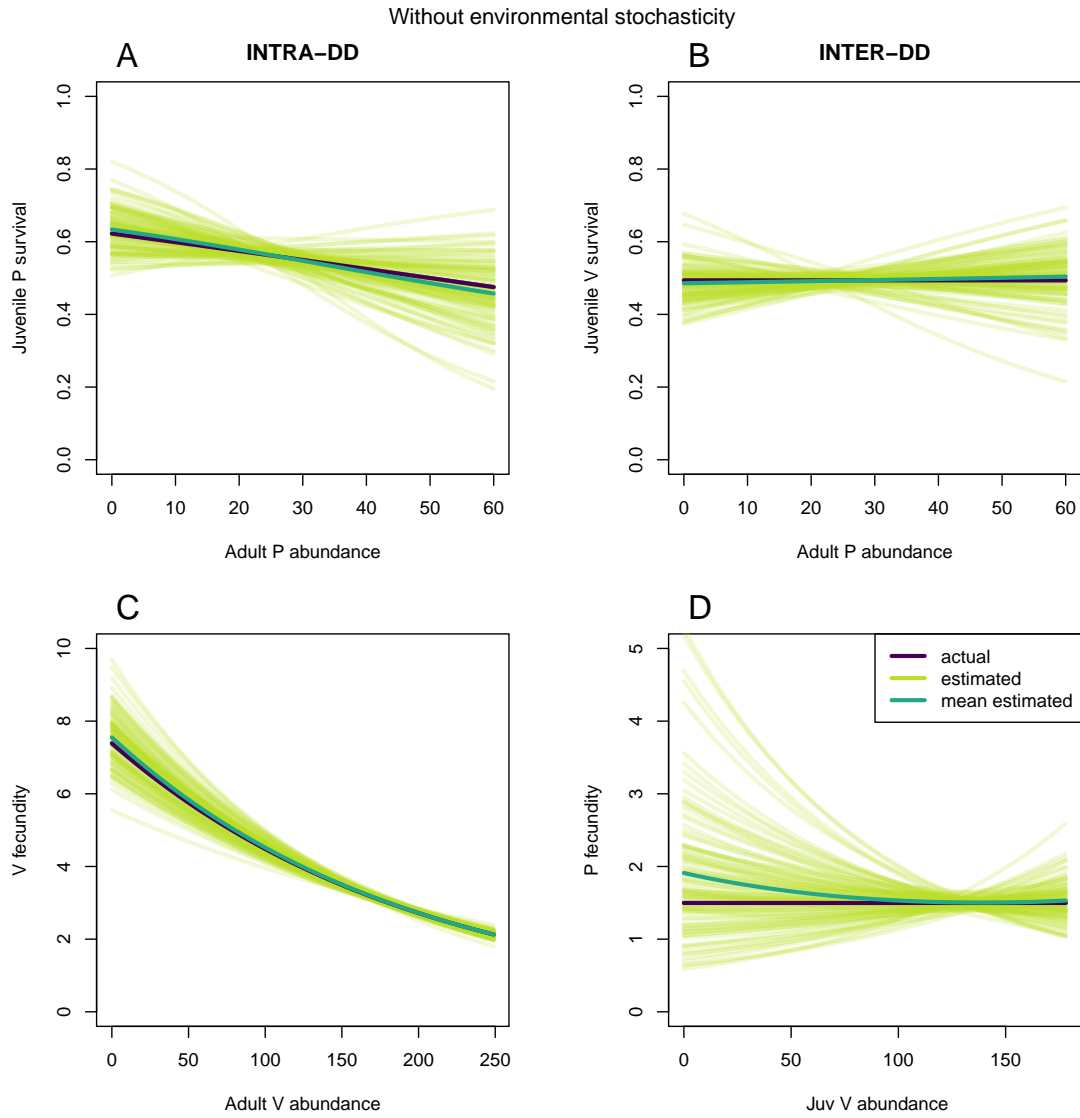 Without environmental stochasticity
A
INTRA−DD
B
INTER−DD
Juvenile P survival
0.0
0.2
0.4
0.6
0.8
1.0
0 10 20 30 40 50 60
Adult P abundance
Juvenile V survival
0.0
0.2
0.4
0.6
0.8
1.0
0 10 20 30 40 50 60
Adult P abundance
C
D
V fecundity
0
2
4
6
8
10
0 50 100 150 200 250
Adult V abundance
P fecundity
0
1
2
3
4
5
0 50 100 150
Juv V abundance
actual
estimated
mean estimated